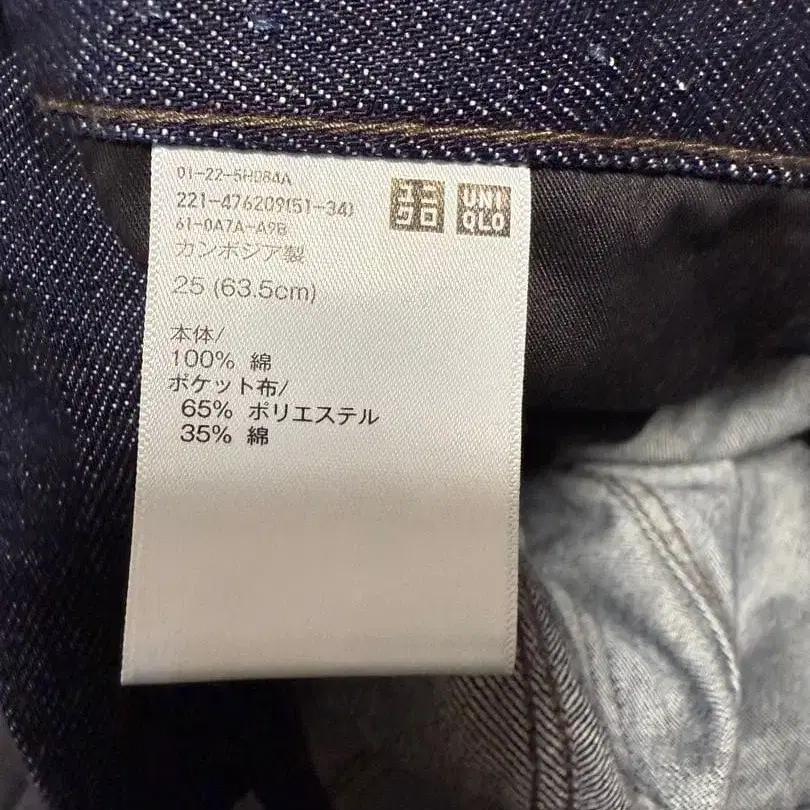 01-22-5H084A
221-476209(51-34)
61-0A7A-A9B
ユニ
クロ
UNI
QLO
カンボジア製
25 (63.5cm)
本体/
100% 綿
ポケット布/
65% ポリエステル
35% 綿